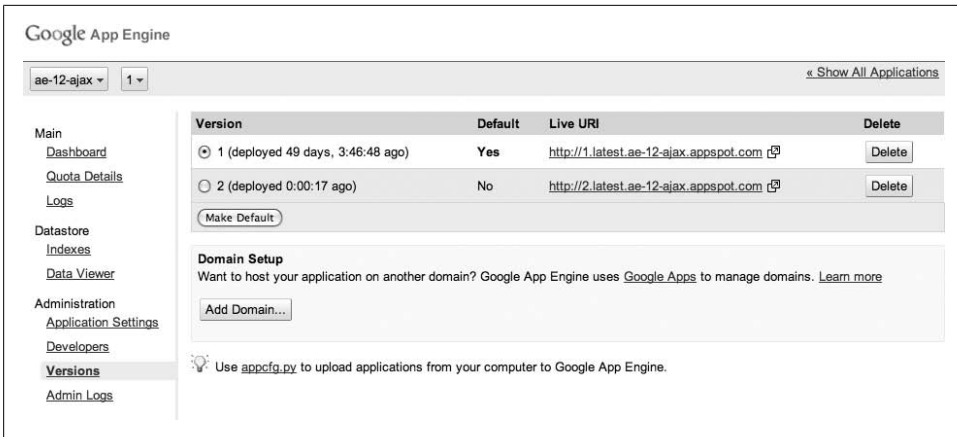 Google App Engine
ae-12-ajax 1
« Show All Applications
Main
Dashboard
Quota Details
Logs
Datastore
Indexes
Data Viewer
Administration
Application Settings
Developers
Versions
Admin Logs
Version Default Live URI Delete
1 (deployed 49 days, 3:46:48 ago) Yes http://1.latest.ae-12-ajax.appspot.com Delete
2 (deployed 0:00:17 ago) No http://2.latest.ae-12-ajax.appspot.com Delete
Make Default
Domain Setup
Want to host your application on another domain? Google App Engine uses Google Apps to manage domains. Learn more
Add Domain...
Use appcfg.py to upload applications from your computer to Google App Engine.